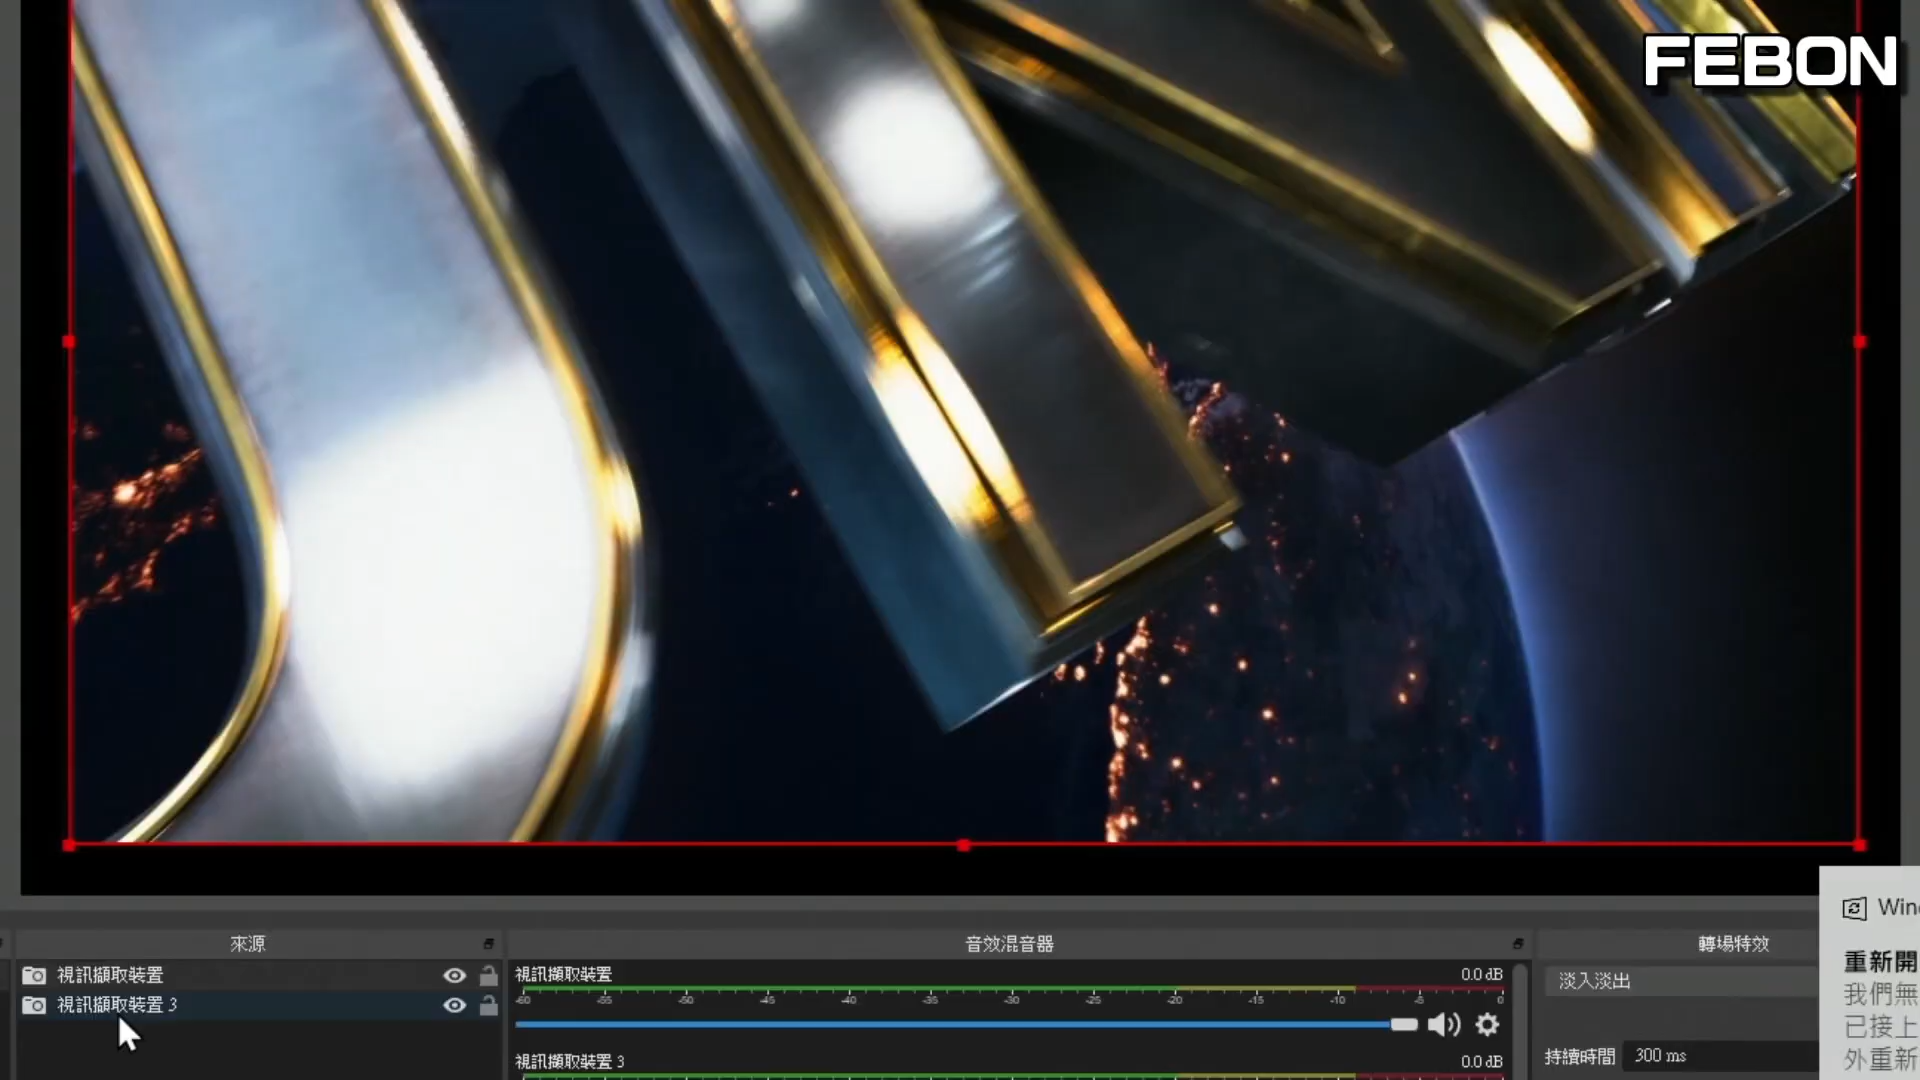 FEBON
來源
視訊擷取裝置
視訊擷取裝置 3
音效混音器
視訊擷取裝置 0.0 dB
-60 -55 -50 -45 -40 -35 -30 -25 -20 -15 -10 -5 0
視訊擷取裝置 3 0.0 dB
轉場特效
淡入淡出
持續時間 300 ms
Wind
重新開
我們無
已接上
外重新